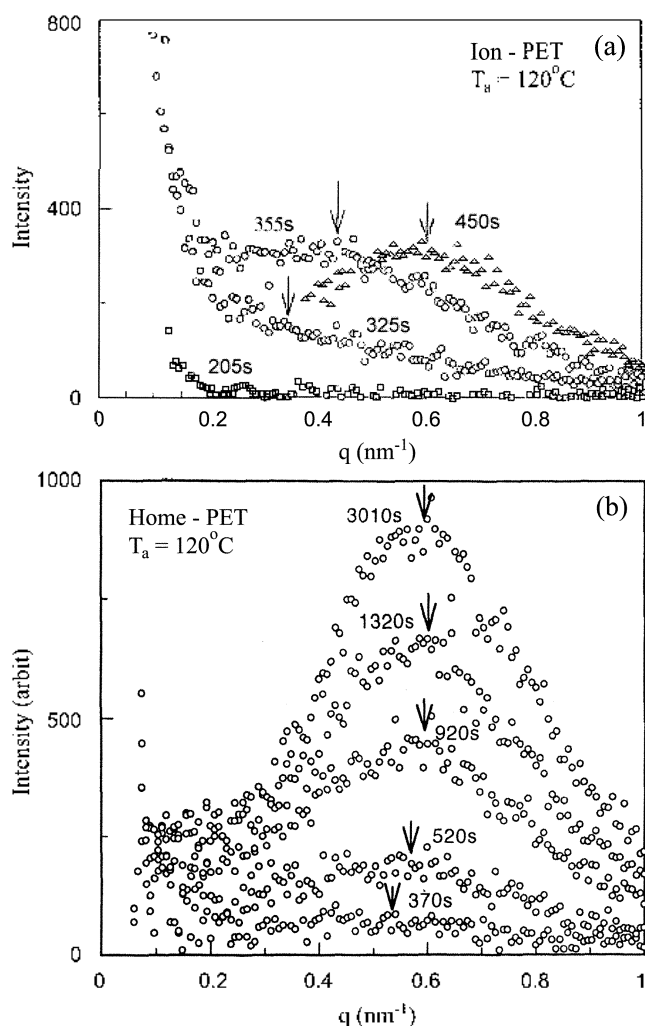 800
(a)
Ion - PET
Tₐ = 120°C
Intensity
400
355s
450s
325s
205s
0
0 0.2 0.4 0.6 0.8 1
q (nm⁻¹)
1000
(b)
Home - PET
Tₐ = 120°C
3010s
1320s
Intensity (arbit)
500
920s
520s
370s
0
0 0.2 0.4 0.6 0.8 1
q (nm⁻¹)